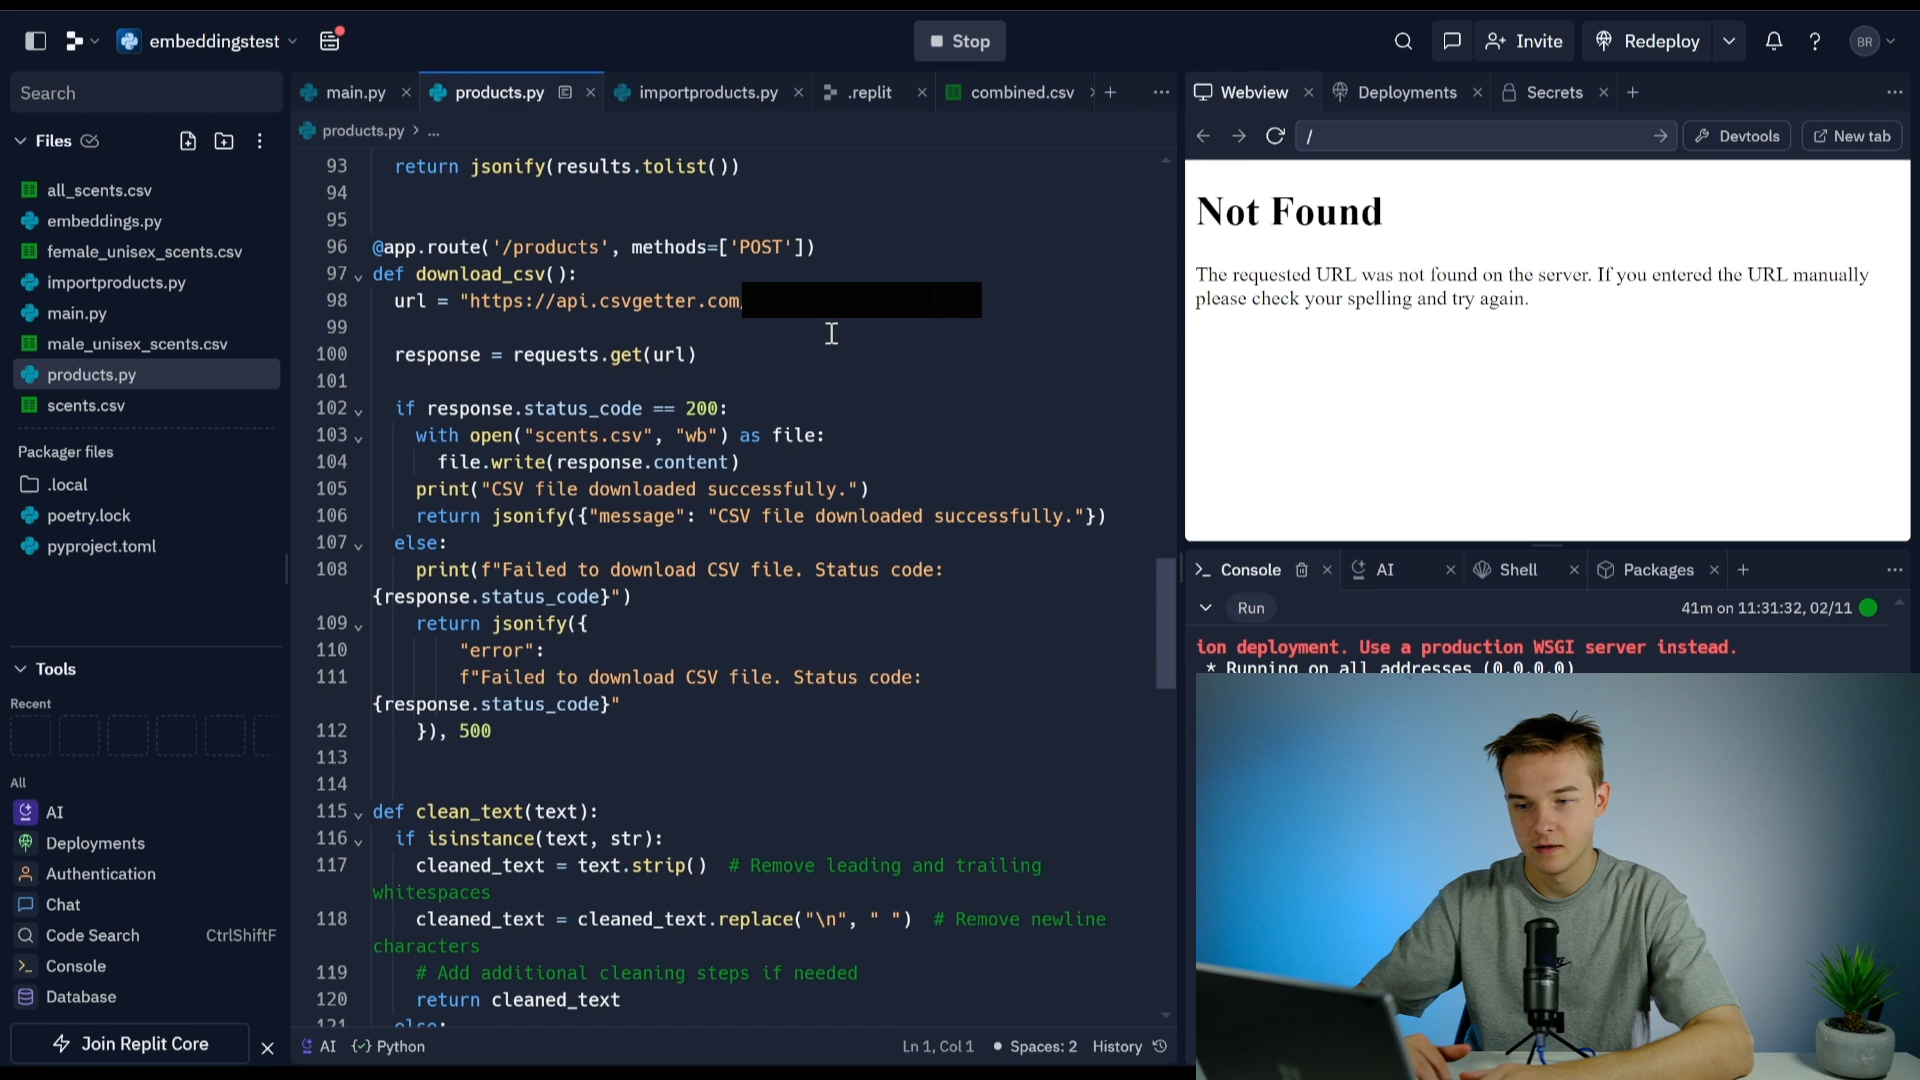 embeddingstest
Stop
Invite
Redeploy
BR
Search
main.py
products.py
importproducts.py
.replit
combined.csv
Webview
Deployments
Secrets
Files
products.py > ...
/
Devtools
New tab
all_scents.csv
embeddings.py
female_unisex_scents.csv
importproducts.py
main.py
male_unisex_scents.csv
products.py
scents.csv
Packager files
.local
poetry.lock
pyproject.toml
Tools
Recent
All
AI
Deployments
Authentication
Chat
Code Search CtrlShiftF
Console
Database
Join Replit Core
93 return jsonify(results.tolist())
94
95
96 @app.route('/products', methods=['POST'])
97 def download_csv():
98 url = "https://api.csvgetter.com
99
100 response = requests.get(url)
101
102 if response.status_code == 200:
103 with open("scents.csv", "wb") as file:
104 file.write(response.content)
105 print("CSV file downloaded successfully.")
106 return jsonify({"message": "CSV file downloaded successfully."})
107 else:
108 print(f"Failed to download CSV file. Status code:
{response.status_code}")
109 return jsonify({
110 "error":
111 f"Failed to download CSV file. Status code:
{response.status_code}"
112 }), 500
113
114
115 def clean_text(text):
116 if isinstance(text, str):
117 cleaned_text = text.strip() # Remove leading and trailing
whitespaces
118 cleaned_text = cleaned_text.replace("\n", " ") # Remove newline
characters
119 # Add additional cleaning steps if needed
120 return cleaned_text
121 else:
AI
Python
Ln 1, Col 1
Spaces: 2
History
Not Found
The requested URL was not found on the server. If you entered the URL manually
please check your spelling and try again.
Console
AI
Shell
Packages
Run
41m on 11:31:32, 02/11
ion deployment. Use a production WSGI server instead.
* Running on all addresses (0.0.0.0)